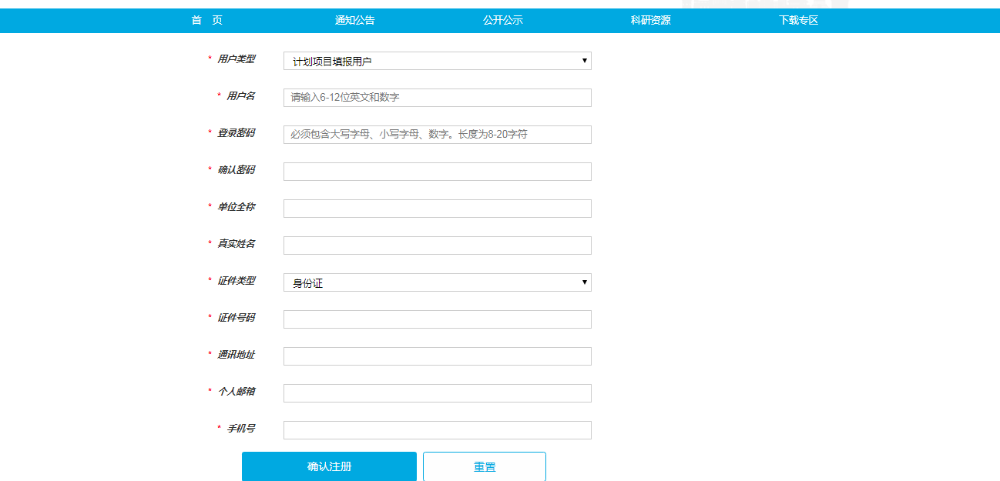 首 页 通知公告 公开公示 科研资源 下载专区
* 用户类型 计划项目填报用户
* 用户名 请输入6-12位英文和数字
* 登录密码 必须包含大写字母、小写字母、数字。长度为8-20字符
* 确认密码
* 单位全称
* 真实姓名
* 证件类型 身份证
* 证件号码
* 通讯地址
* 个人邮箱
* 手机号
确认注册 重置